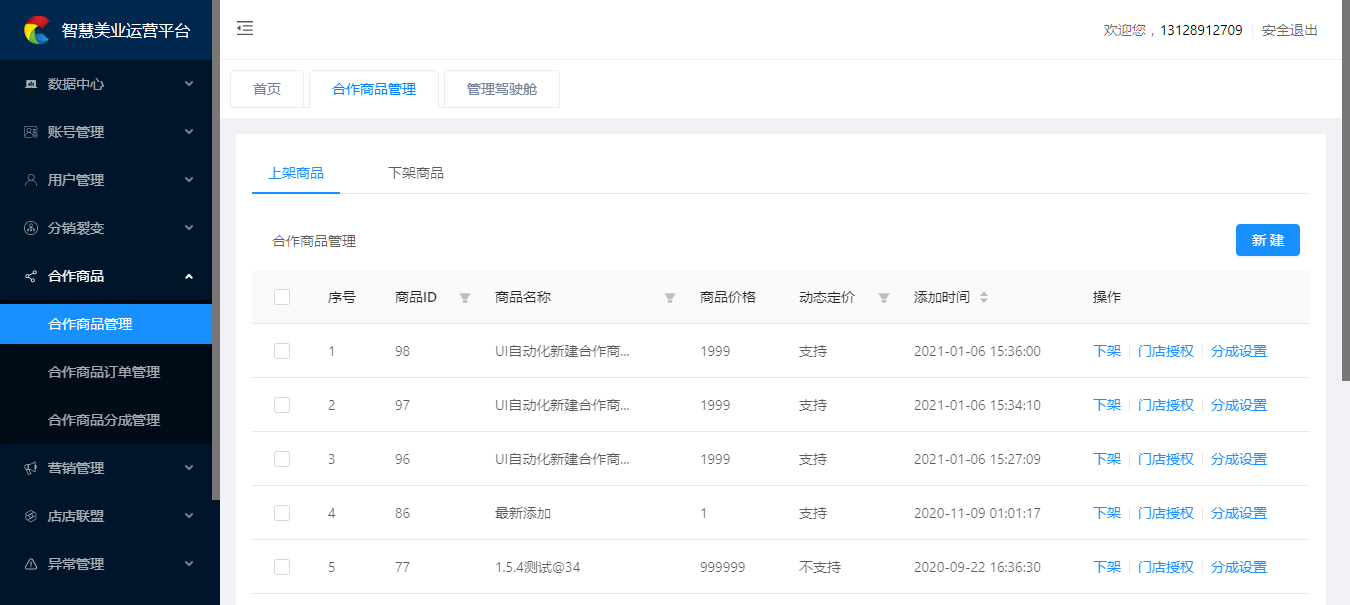 智慧美业运营平台
欢迎您，13128912709 安全退出
数据中心
账号管理
用户管理
分销裂变
合作商品
合作商品管理
合作商品订单管理
合作商品分成管理
营销管理
店店联盟
异常管理
首页 合作商品管理 管理驾驶舱
上架商品 下架商品
合作商品管理 新 建
序号 商品ID 商品名称 商品价格 动态定价 添加时间 操作
1 98 UI自动化新建合作商... 1999 支持 2021-01-06 15:36:00 下架 门店授权 分成设置
2 97 UI自动化新建合作商... 1999 支持 2021-01-06 15:34:10 下架 门店授权 分成设置
3 96 UI自动化新建合作商... 1999 支持 2021-01-06 15:27:09 下架 门店授权 分成设置
4 86 最新添加 1 支持 2020-11-09 01:01:17 下架 门店授权 分成设置
5 77 1.5.4测试@34 999999 不支持 2020-09-22 16:36:30 下架 门店授权 分成设置